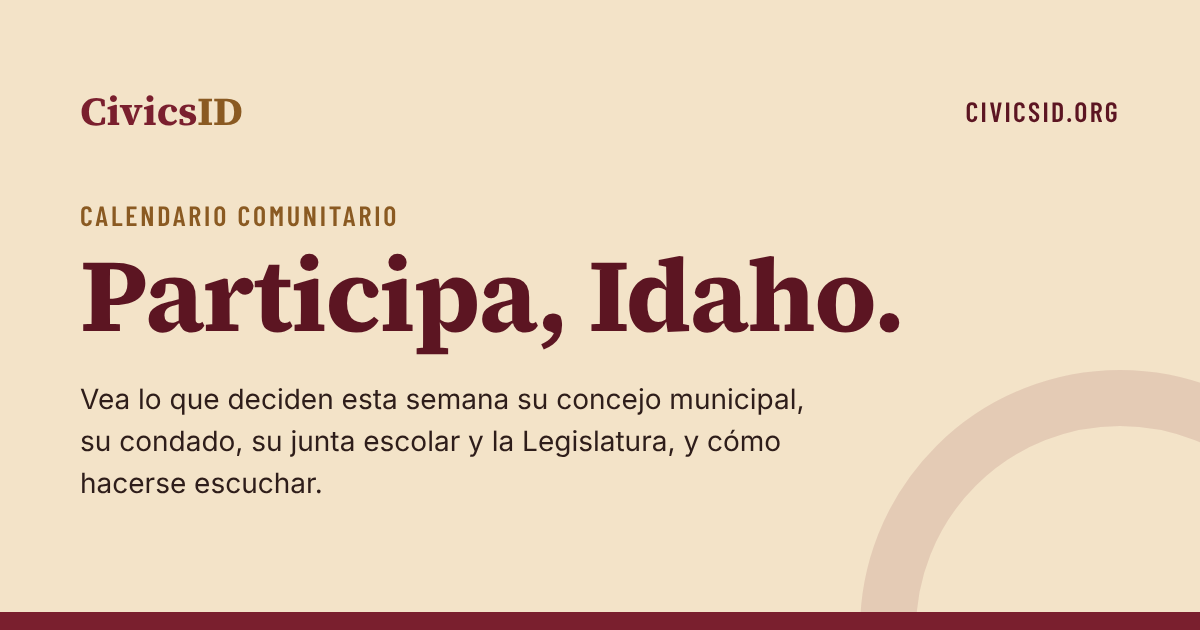 CivicsID
CIVICSID.ORG
CALENDARIO COMUNITARIO
Participa, Idaho.
Vea lo que deciden esta semana su concejo municipal,
su condado, su junta escolar y la Legislatura, y cómo
hacerse escuchar.